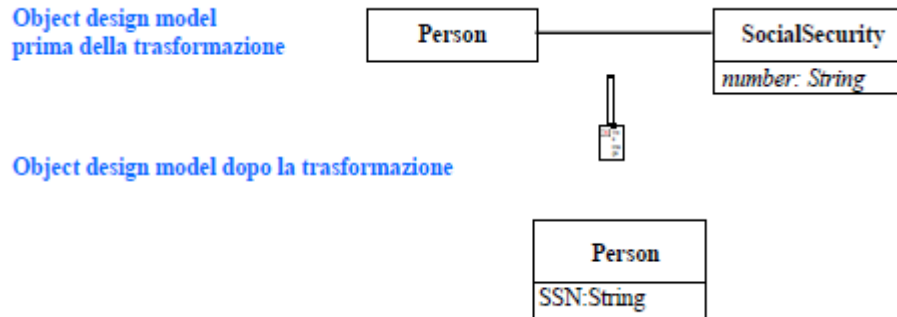 Object design model
prima della trasformazione
Person
SocialSecurity
number: String
Object design model dopo la trasformazione
Person
SSN:String